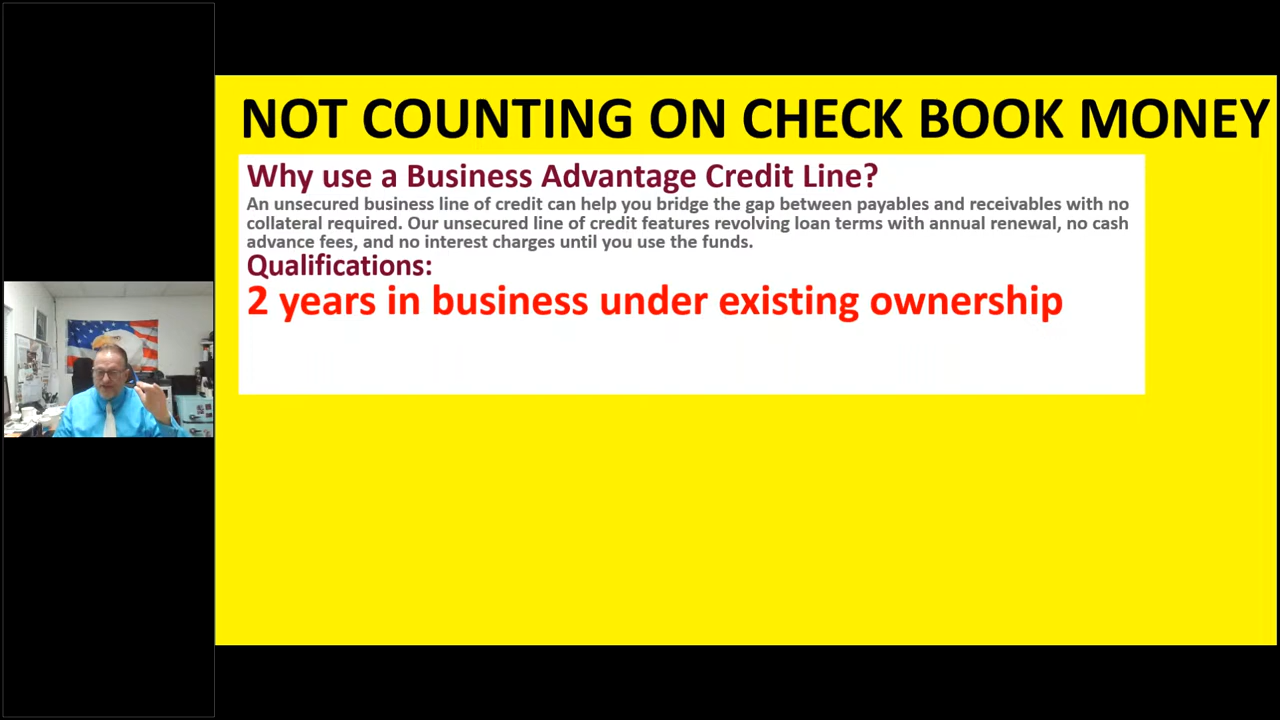 NOT COUNTING ON CHECK BOOK MONEY
Why use a Business Advantage Credit Line?
An unsecured business line of credit can help you bridge the gap between payables and receivables with no
collateral required. Our unsecured line of credit features revolving loan terms with annual renewal, no cash
advance fees, and no interest charges until you use the funds.
Qualifications:
2 years in business under existing ownership